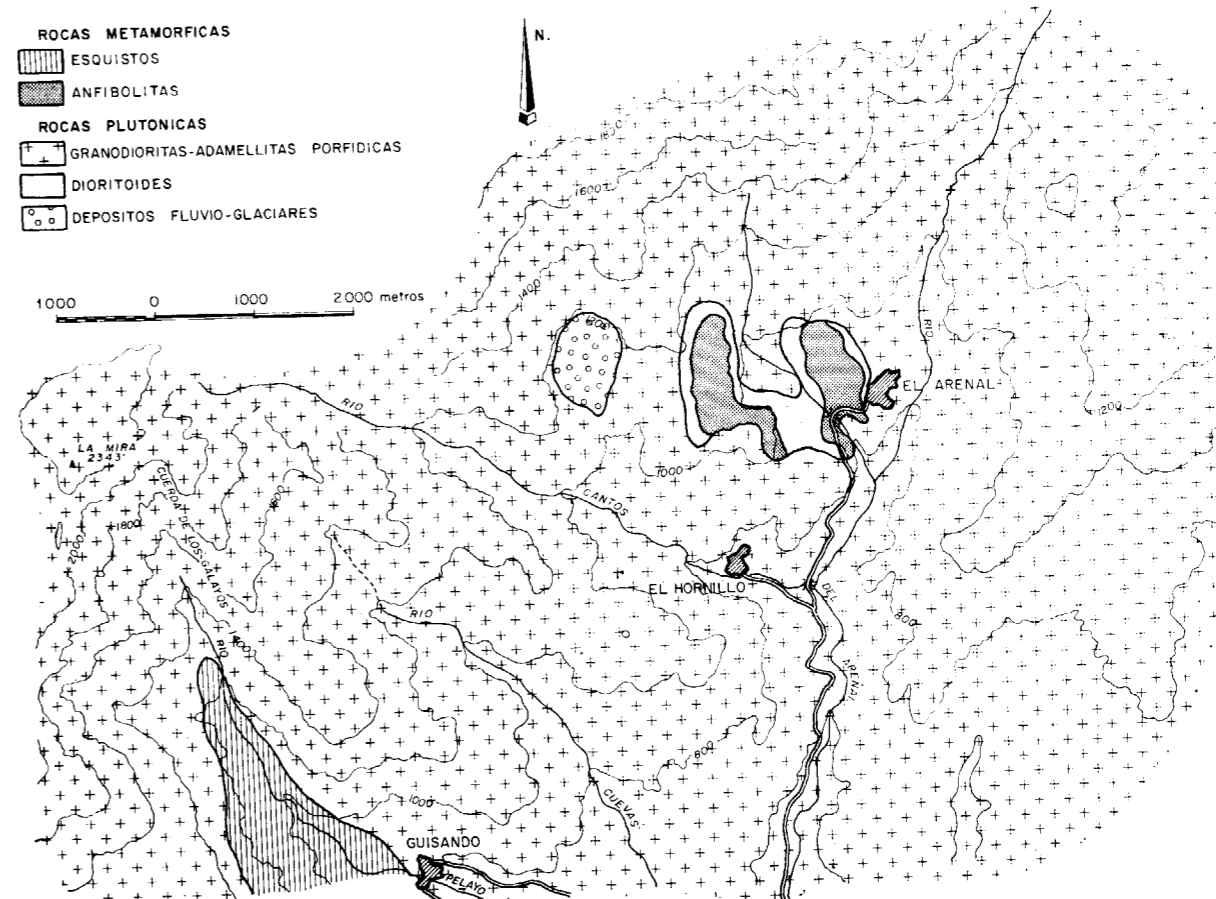 ROCAS METAMORFICAS
ESQUISTOS
ANFIBOLITAS
ROCAS PLUTONICAS
GRANODIORITAS-ADAMELLITAS PORFIDICAS
DIORITOIDES
DEPOSITOS FLUVIO-GLACIARES
N.
1000 0 1000 2000 metros
1800
1600
1400
RIO
EL ARENAL
1200
RIO
LA MIRA
2343
1000
CANTOS
CUERDA DE LOS GALAYOS
1800
1600
2000
EL HORNILLO
DEL
RIO
800
1400
RIO
ARENAL
800
CUEVAS
1000
GUISANDO
PELAYO